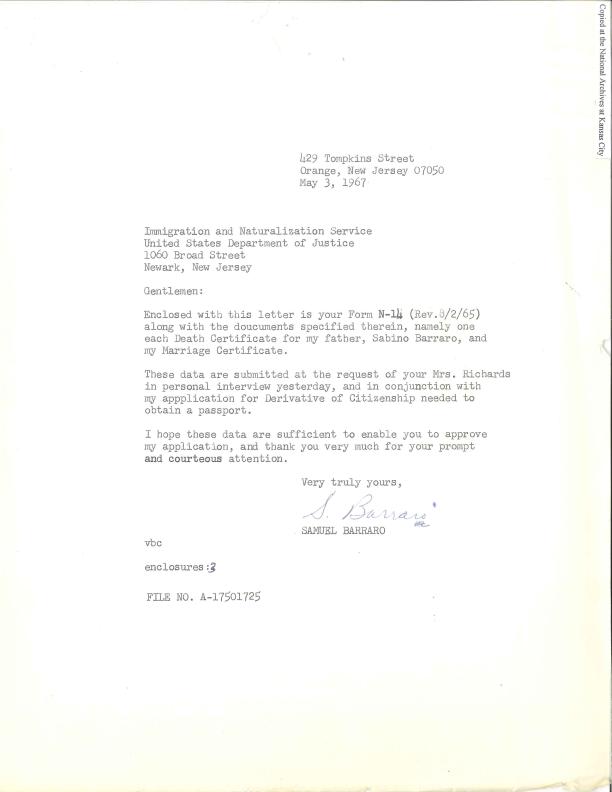 Copied at the National Archives at Kansas City
429 Tompkins Street
Orange, New Jersey 07050
May 3, 1967
Immigration and Naturalization Service
United States Department of Justice
1060 Broad Street
Newark, New Jersey
Gentlemen:
Enclosed with this letter is your Form N-14 (Rev.8/2/65)
along with the doucuments specified therein, namely one
each Death Certificate for my father, Sabino Barraro, and
my Marriage Certificate.
These data are submitted at the request of your Mrs. Richards
in personal interview yesterday, and in conjunction with
my appplication for Derivative of Citizenship needed to
obtain a passport.
I hope these data are sufficient to enable you to approve
my application, and thank you very much for your prompt
and courteous attention.
Very truly yours,
S. Barraro
SAMUEL BARRARO
vbc
enclosures:
FILE NO. A-17501725